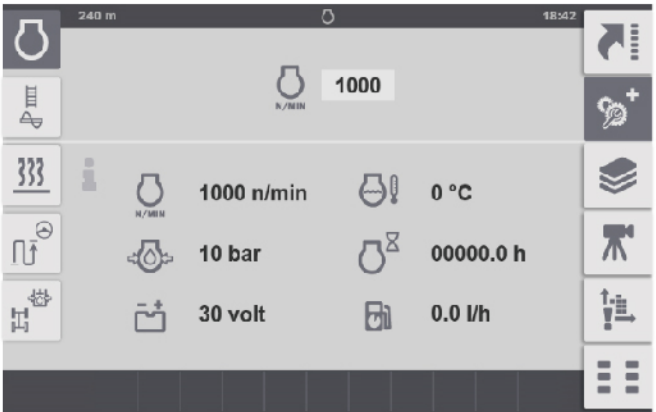 240 m 18:42
N/MIN 1000
1000 n/min 0 °C
N/MIN
10 bar 00000.0 h
30 volt 0.0 l/h